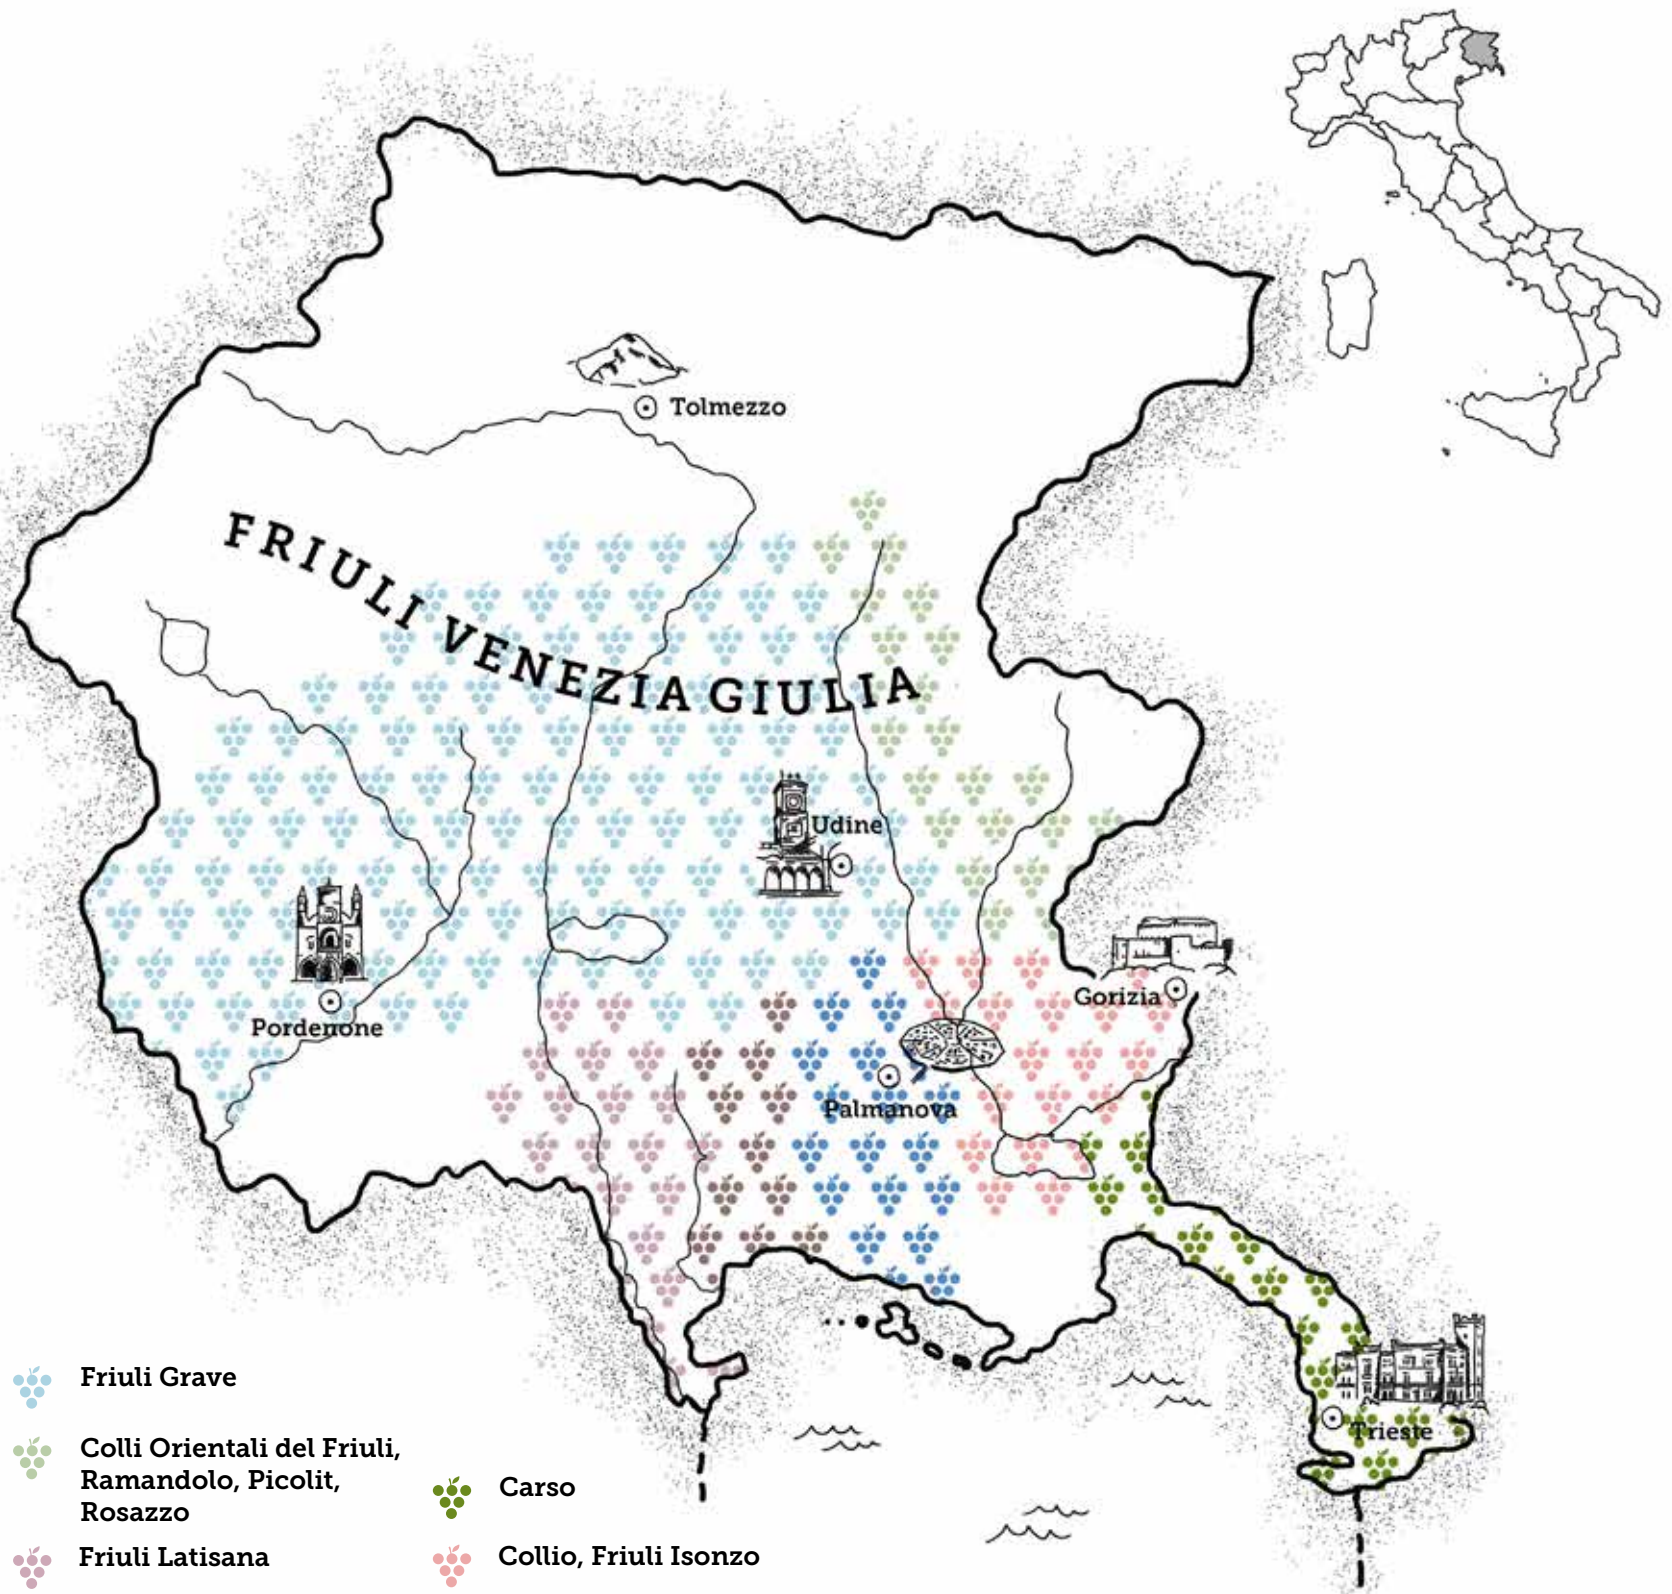 Tolmezzo
FRIULI VENEZIA GIULIA
Udine
Gorizia
Pordenone
Palmanova
Trieste
Friuli Grave
Colli Orientali del Friuli,
Ramandolo, Picolit,
Rosazzo
Friuli Latisana
Carso
Collio, Friuli Isonzo